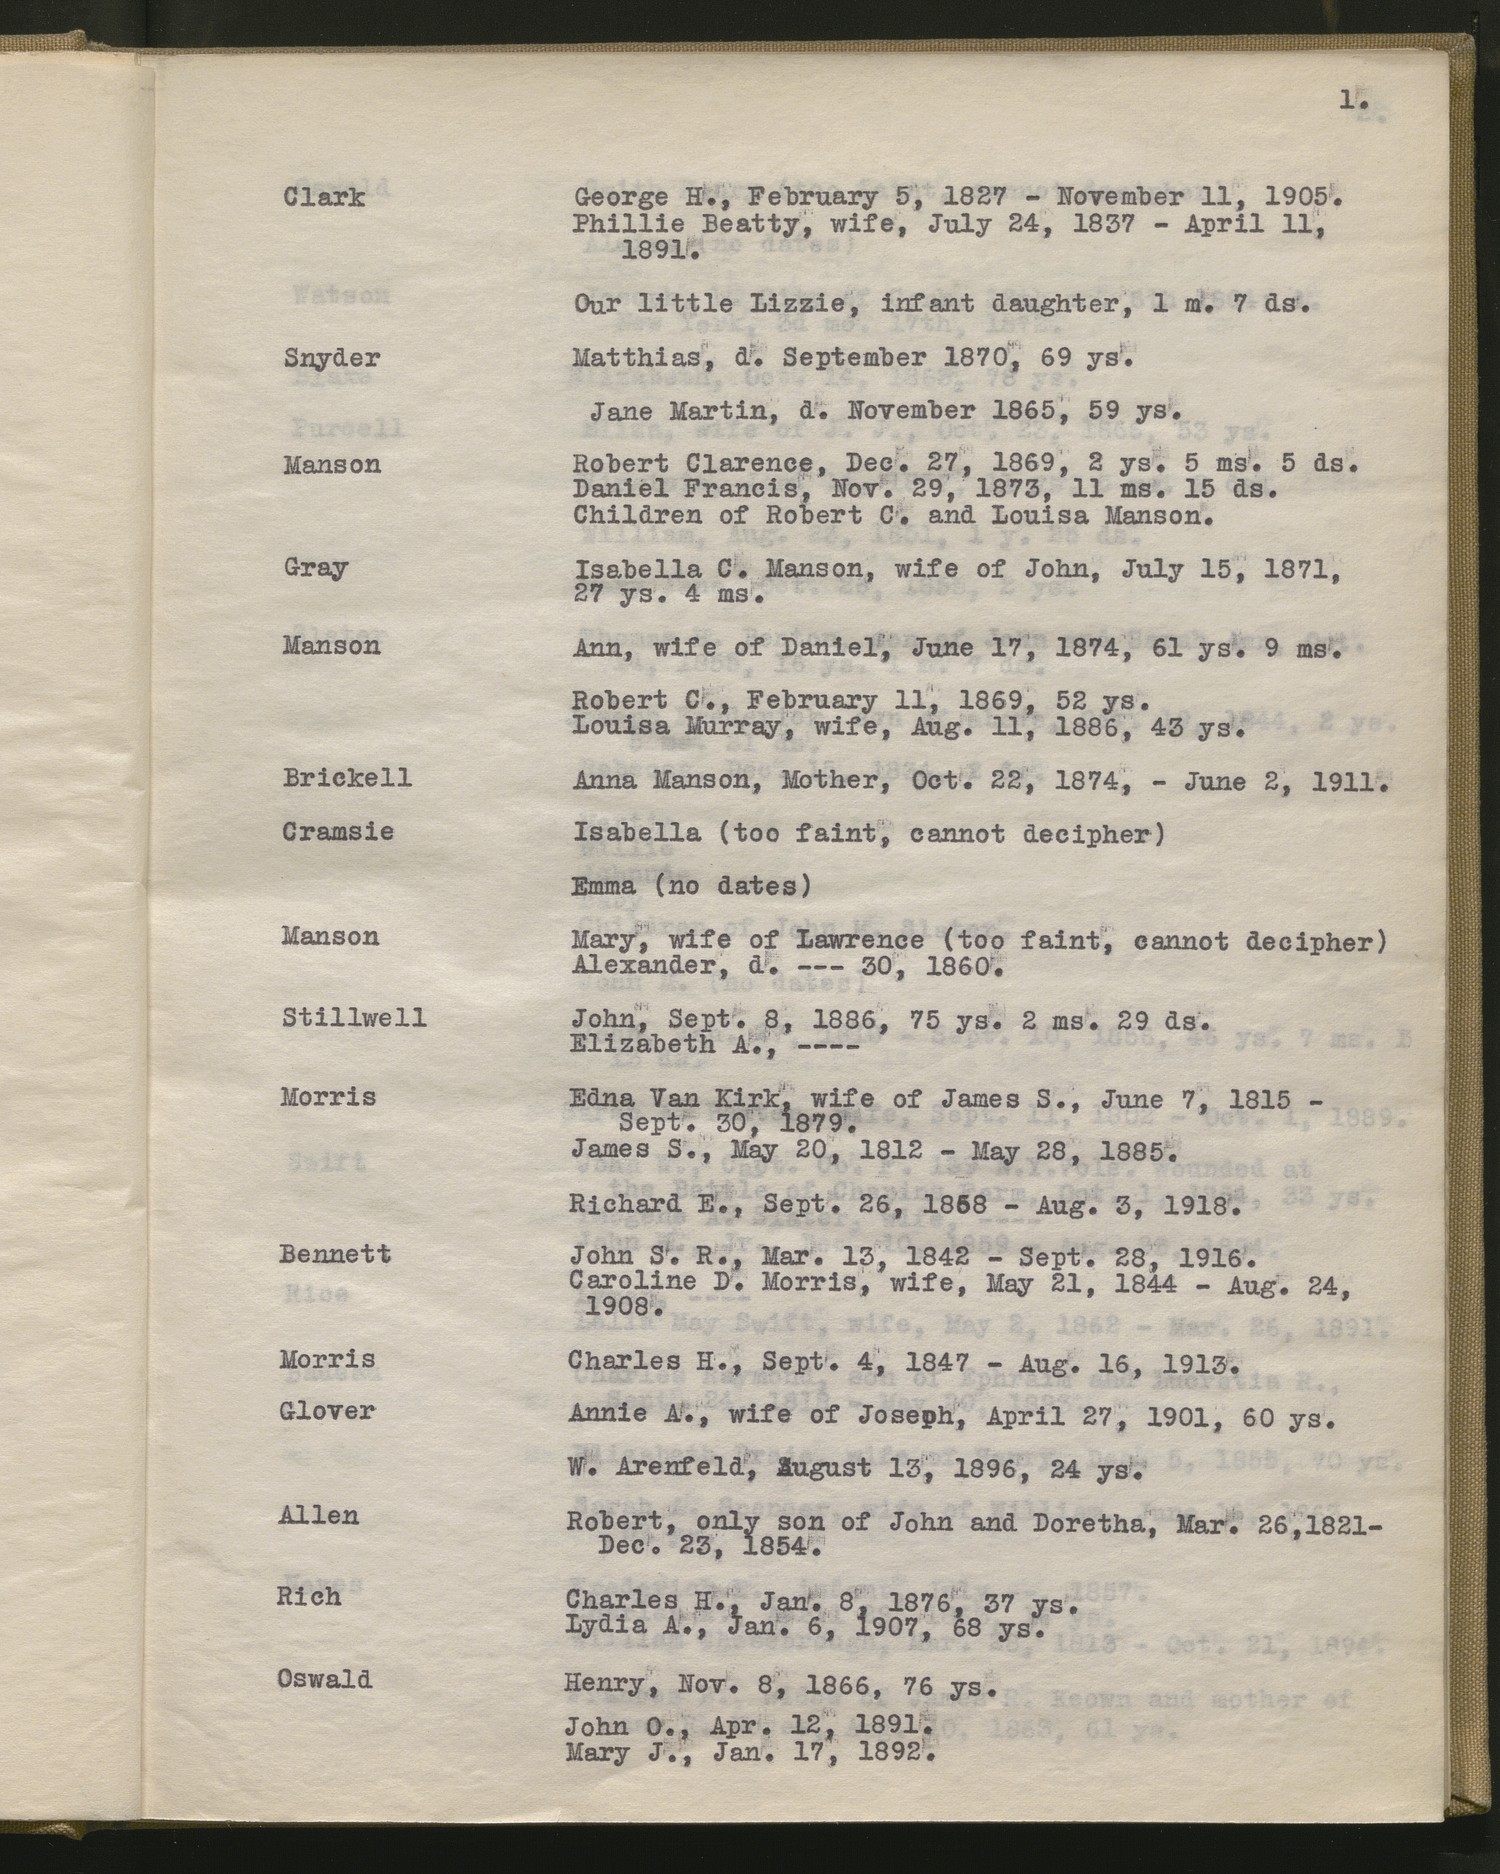 1.
Clark George H., February 5, 1827 - November 11, 1905.
Phillie Beatty, wife, July 24, 1837 - April 11,
1891.
Our little Lizzie, infant daughter, 1 m. 7 ds.
Snyder Matthias, d. September 1870, 69 ys.
Jane Martin, d. November 1865, 59 ys.
Manson Robert Clarence, Dec. 27, 1869, 2 ys. 5 ms. 5 ds.
Daniel Francis, Nov. 29, 1873, 11 ms. 15 ds.
Children of Robert C. and Louisa Manson.
Gray Isabella C. Manson, wife of John, July 15, 1871,
27 ys. 4 ms.
Manson Ann, wife of Daniel, June 17, 1874, 61 ys. 9 ms.
Robert C., February 11, 1869, 52 ys.
Louisa Murray, wife, Aug. 11, 1886, 43 ys.
Brickell Anna Manson, Mother, Oct. 22, 1874, - June 2, 1911.
Cramsie Isabella (too faint, cannot decipher)
Emma (no dates)
Manson Mary, wife of Lawrence (too faint, cannot decipher)
Alexander, d. --- 30, 1860.
Stillwell John, Sept. 8, 1886, 75 ys. 2 ms. 29 ds.
Elizabeth A., ----
Morris Edna Van Kirk, wife of James S., June 7, 1815 -
Sept. 30, 1879.
James S., May 20, 1812 - May 28, 1885.
Richard E., Sept. 26, 1858 - Aug. 3, 1918.
Bennett John S. R., Mar. 13, 1842 - Sept. 28, 1916.
Caroline D. Morris, wife, May 21, 1844 - Aug. 24,
1908.
Morris Charles H., Sept. 4, 1847 - Aug. 16, 1913.
Glover Annie A., wife of Joseph, April 27, 1901, 60 ys.
W. Arenfeld, August 13, 1896, 24 ys.
Allen Robert, only son of John and Doretha, Mar. 26,1821-
Dec. 23, 1854.
Rich Charles H., Jan. 8, 1876, 37 ys.
Lydia A., Jan. 6, 1907, 68 ys.
Oswald Henry, Nov. 8, 1866, 76 ys.
John O., Apr. 12, 1891.
Mary J., Jan. 17, 1892.